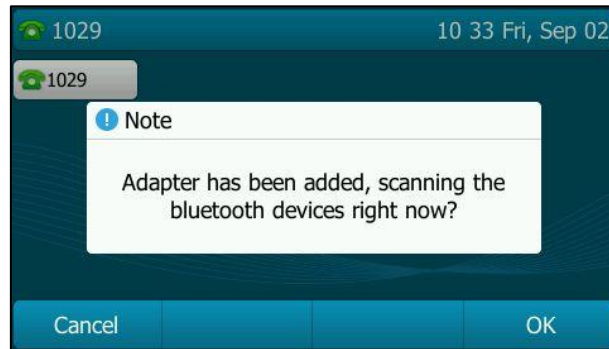 1029 10 33 Fri, Sep 02
1029
Note
Adapter has been added, scanning the
bluetooth devices right now?
Cancel OK